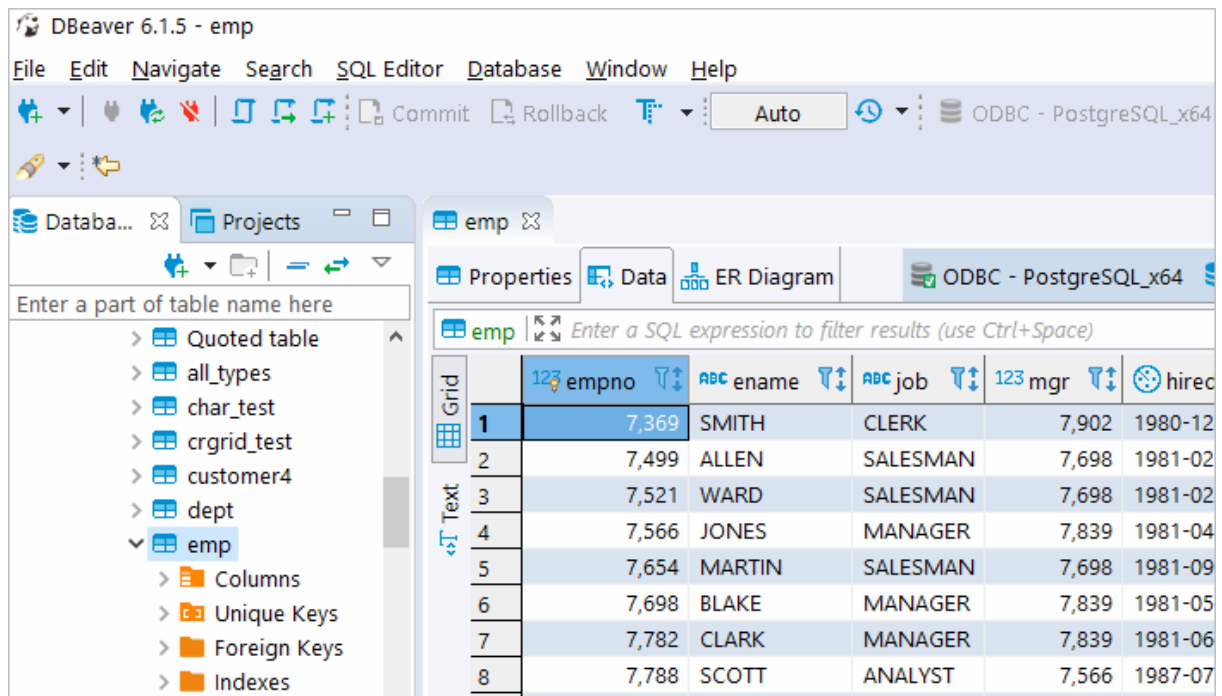 DBeaver 6.1.5 - emp
File Edit Navigate Search SQL Editor Database Window Help
Commit Rollback Auto ODBC - PostgreSQL_x64
Databa... Projects
Enter a part of table name here
Quoted table
all_types
char_test
crgrid_test
customer4
dept
emp
Columns
Unique Keys
Foreign Keys
Indexes
emp
Properties Data ER Diagram ODBC - PostgreSQL_x64
emp Enter a SQL expression to filter results (use Ctrl+Space)
Grid
Text
123 empno ABC ename ABC job 123 mgr hired
1 7,369 SMITH CLERK 7,902 1980-12
2 7,499 ALLEN SALESMAN 7,698 1981-02
3 7,521 WARD SALESMAN 7,698 1981-02
4 7,566 JONES MANAGER 7,839 1981-04
5 7,654 MARTIN SALESMAN 7,698 1981-09
6 7,698 BLAKE MANAGER 7,839 1981-05
7 7,782 CLARK MANAGER 7,839 1981-06
8 7,788 SCOTT ANALYST 7,566 1987-07